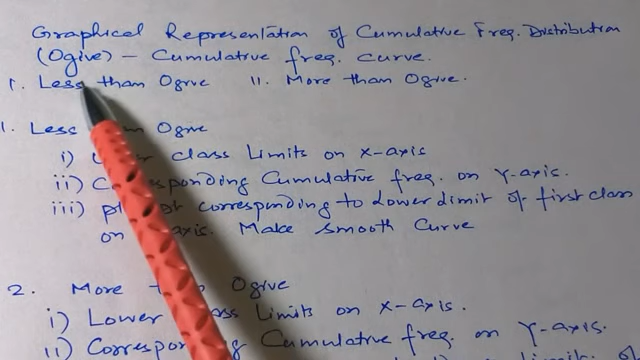 Graphical Representation of Cumulative Freq. Distribution
(Ogive) – Cumulative freq. curve.
1. Less than Ogive 11. More than Ogive.
1. Less Ogive
i) class Limits on x-axis
ii) Cumulative freq. on Y-axis.
iii) corresponding to Lower Limit of first class
on axis. Make smooth Curve
2. More Ogive
i) Lower Limits on x-axis.
ii) Cumulative freq. on Y-axis.